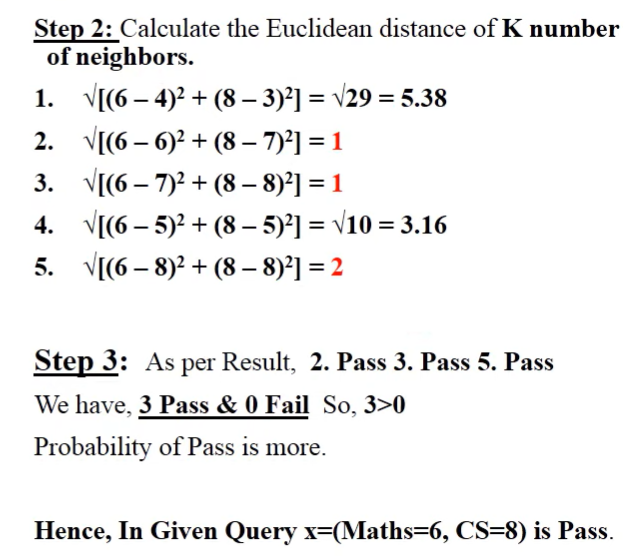 Step 2: Calculate the Euclidean distance of K number
of neighbors.
1. √[(6 – 4)² + (8 – 3)²] = √29 = 5.38
2. √[(6 – 6)² + (8 – 7)²] = 1
3. √[(6 – 7)² + (8 – 8)²] = 1
4. √[(6 – 5)² + (8 – 5)²] = √10 = 3.16
5. √[(6 – 8)² + (8 – 8)²] = 2
Step 3: As per Result, 2. Pass 3. Pass 5. Pass
We have, 3 Pass & 0 Fail So, 3>0
Probability of Pass is more.
Hence, In Given Query x=(Maths=6, CS=8) is Pass.